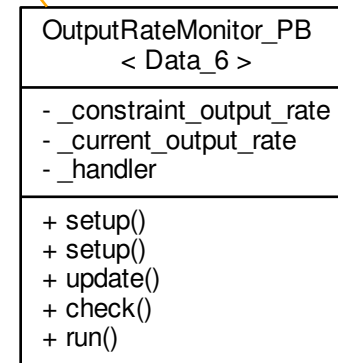 OutputRateMonitor_PB
< Data_6 >
- _constraint_output_rate
- _current_output_rate
- _handler
+ setup()
+ setup()
+ update()
+ check()
+ run()